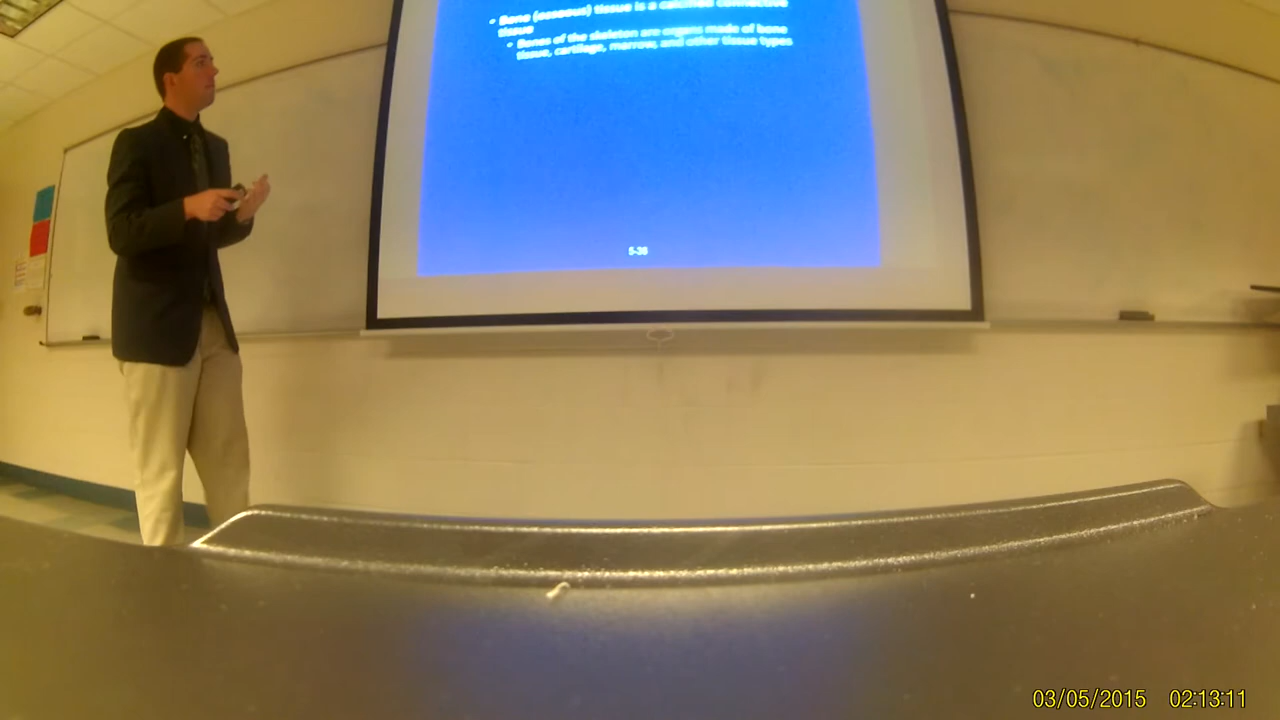 • Bone (osseous) tissue is a calcified connective
tissue
• Bones of the skeleton are organs made of bone
tissue, cartilage, marrow, and other tissue types
5-36
03/05/2015 02:13:11